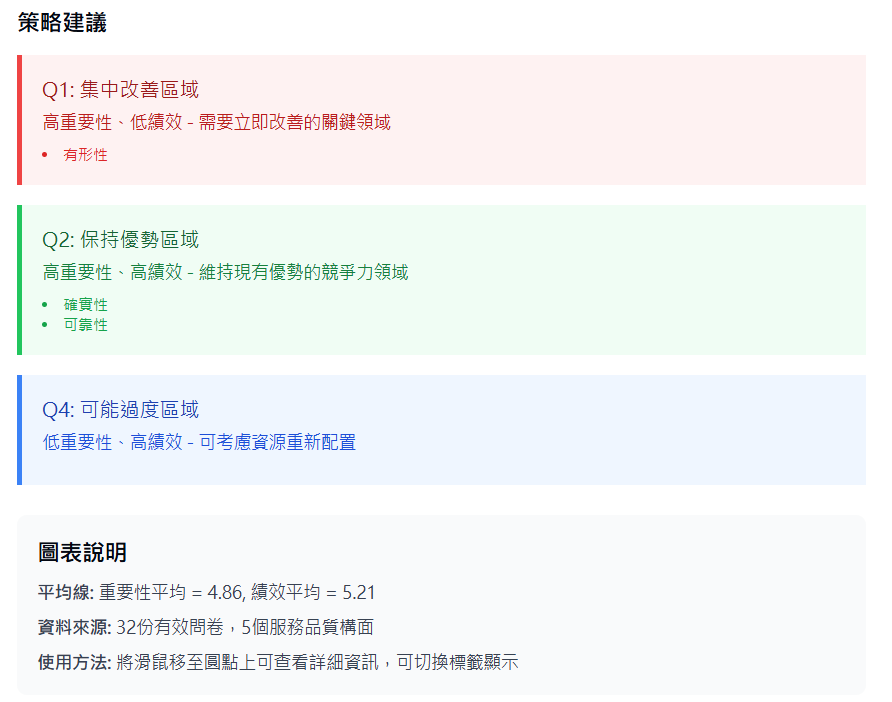 策略建議
Q1: 集中改善區域
高重要性、低績效 - 需要立即改善的關鍵領域
• 有形性
Q2: 保持優勢區域
高重要性、高績效 - 維持現有優勢的競爭力領域
• 確實性
• 可靠性
Q4: 可能過度區域
低重要性、高績效 - 可考慮資源重新配置
圖表說明
平均線: 重要性平均 = 4.86, 績效平均 = 5.21
資料來源: 32份有效問卷，5個服務品質構面
使用方法: 將滑鼠移至圓點上可查看詳細資訊，可切換標籤顯示